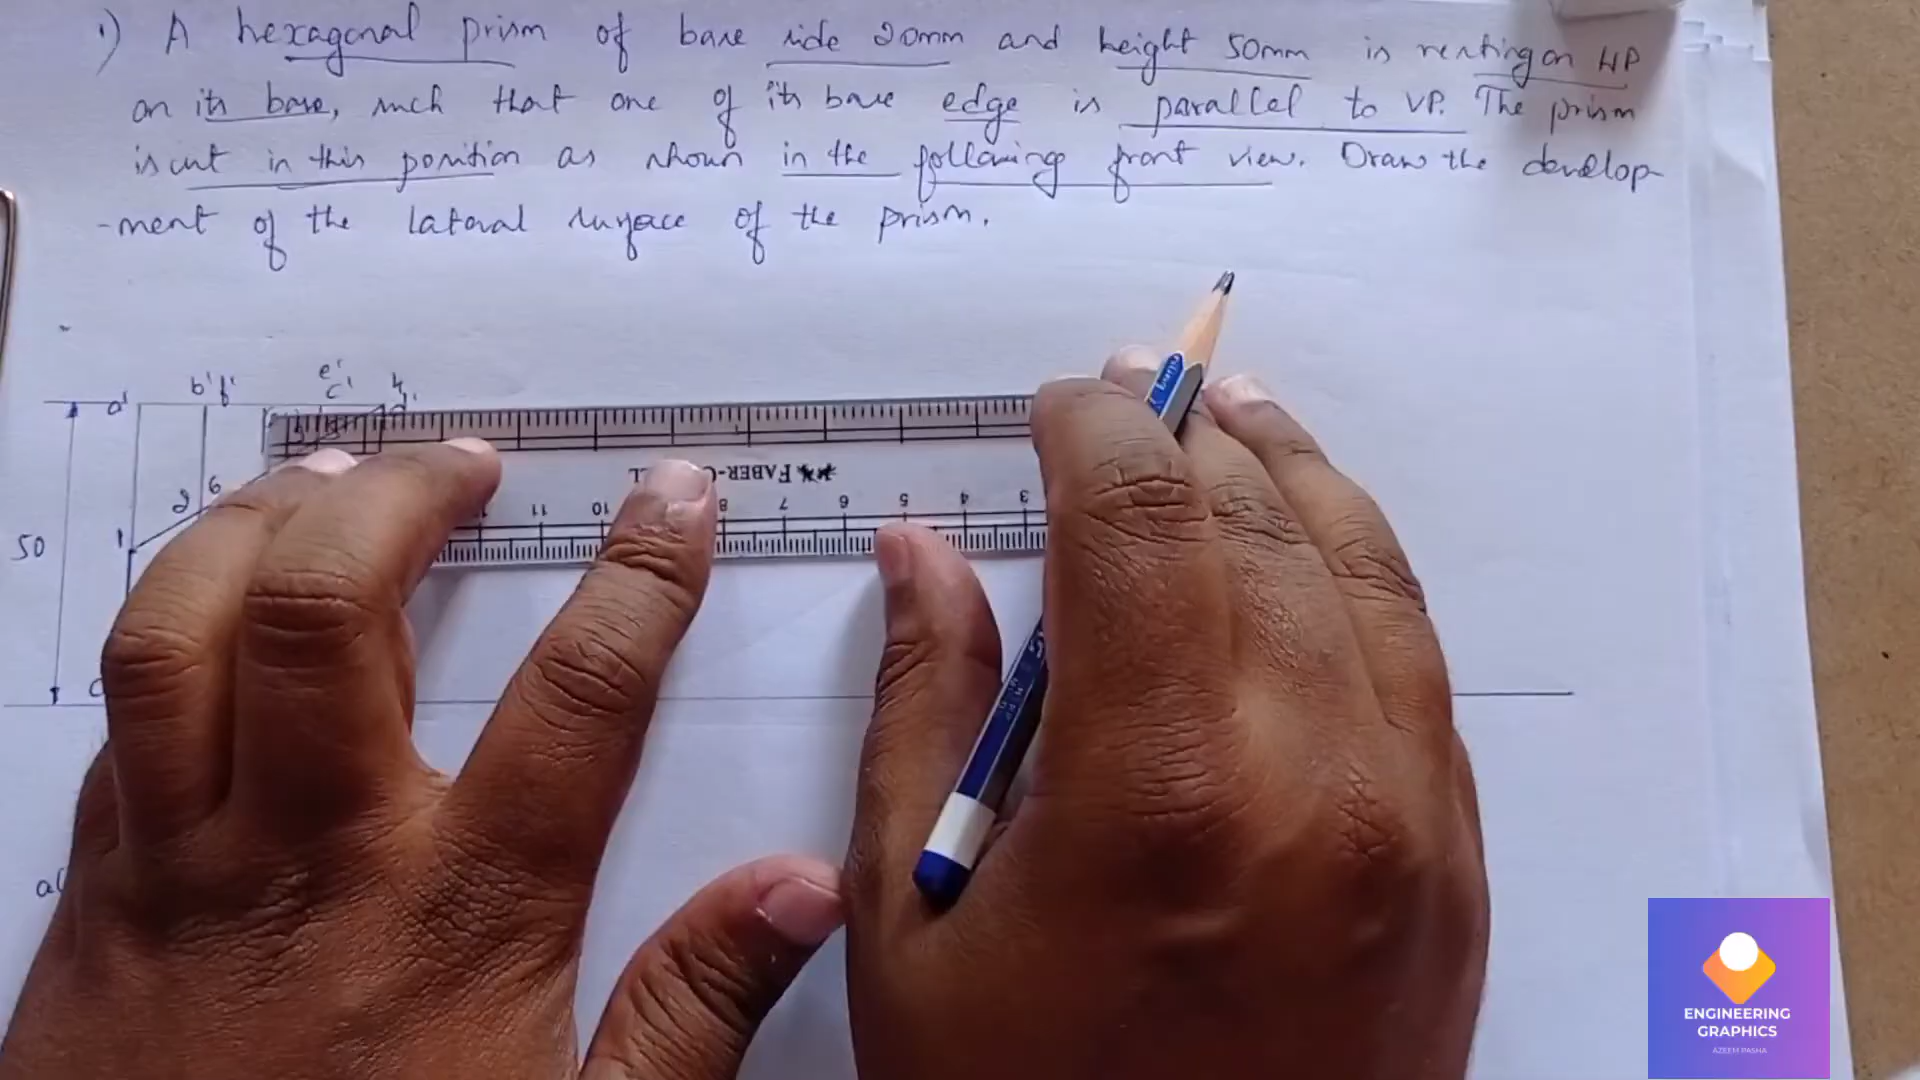 1) A hexagonal prism of base side 20mm and height 50mm is resting on HP
on its base, such that one of its base edge is parallel to VP. The prism
is cut in this position as shown in the following front view. Draw the develop-
-ment of the lateral surface of the prism.
e'
b' f' c' 4
a' d'
FABER-C
2 6
11 10 8 7 6 5 4 3
1
50
a(
ENGINEERING
GRAPHICS
AZEEM PASHA